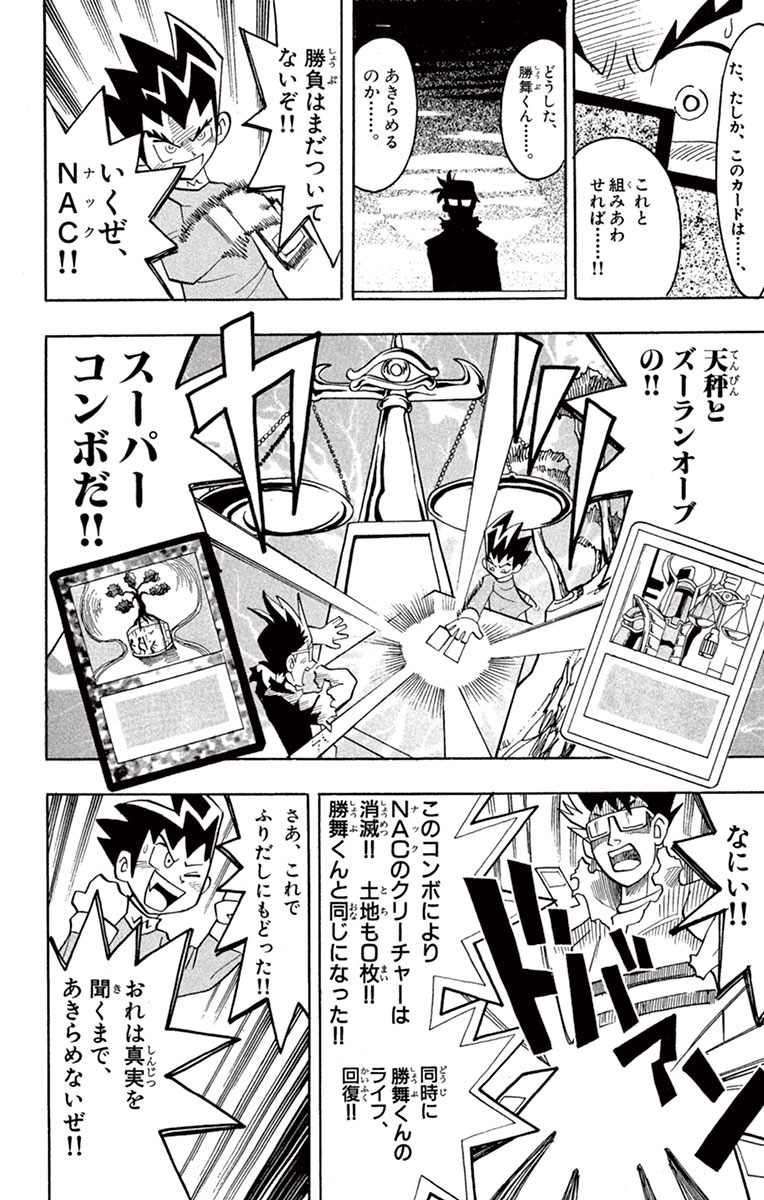 た、たしか、このカードは……、
これと
組みあわ
せれば……!!
どうした、
勝舞くん……。
あきらめる
のか……。
勝負はまだついて
ないぞ!!
いくぜ、
NAC!!
天秤と
ズーランオーブ
の!!
カッ
スーパー
コンボだ!!
なにい!!
ドバァン
このコンボにより
NACのクリーチャーは
消滅!! 土地も0枚!!
勝舞くんと同じになった!!
同時に
勝舞くんの
ライフ、
回復!!
さあ、これで
ふりだしにもどった!!
おれは真実を
聞くまで、
あきらめないぜ!!